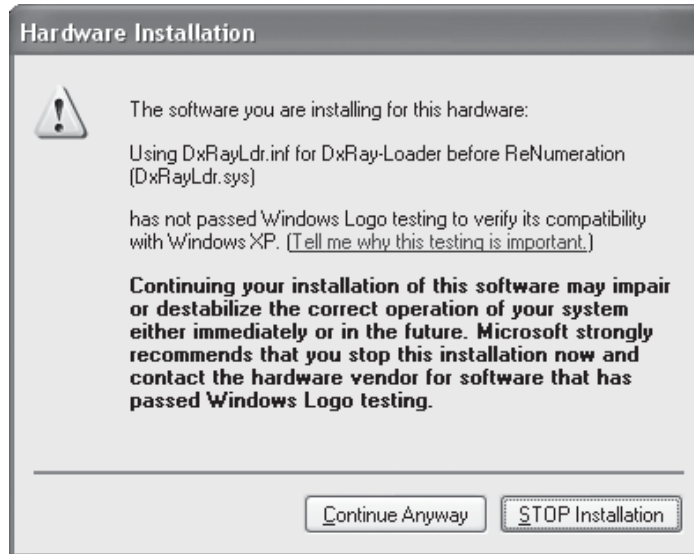 Hardware Installation
The software you are installing for this hardware:
Using DxRayLdr.inf for DxRay-Loader before ReNumeration
(DxRayLdr.sys)
has not passed Windows Logo testing to verify its compatibility
with Windows XP. (Tell me why this testing is important.)
Continuing your installation of this software may impair
or destabilize the correct operation of your system
either immediately or in the future. Microsoft strongly
recommends that you stop this installation now and
contact the hardware vendor for software that has
passed Windows Logo testing.
Continue Anyway
STOP Installation